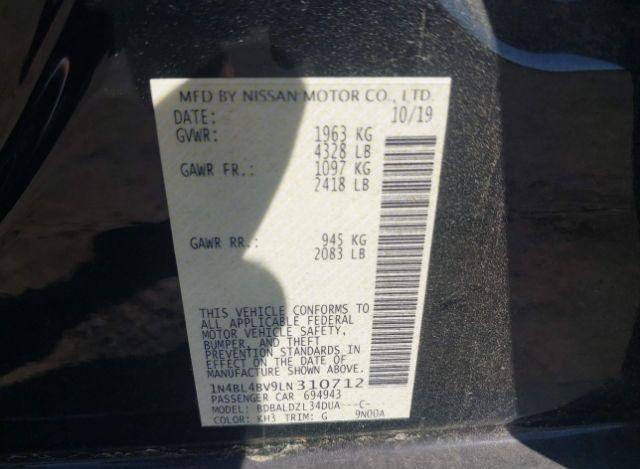 MFD BY NISSAN MOTOR CO., LTD
DATE: 10/19
GVWR: 1963 KG
4328 LB
GAWR FR.: 1097 KG
2418 LB
GAWR RR.: 945 KG
2083 LB
THIS VEHICLE CONFORMS TO
ALL APPLICABLE FEDERAL
MOTOR VEHICLE SAFETY,
BUMPER, AND THEFT
PREVENTION STANDARDS IN
EFFECT ON THE DATE OF
MANUFACTURE SHOWN ABOVE.
1N4BL4BV9LN310712
PASSENGER CAR 694943
MODEL: BDBALDZL34DUA---C-
COLOR: KH3 TRIM: G 9N00A